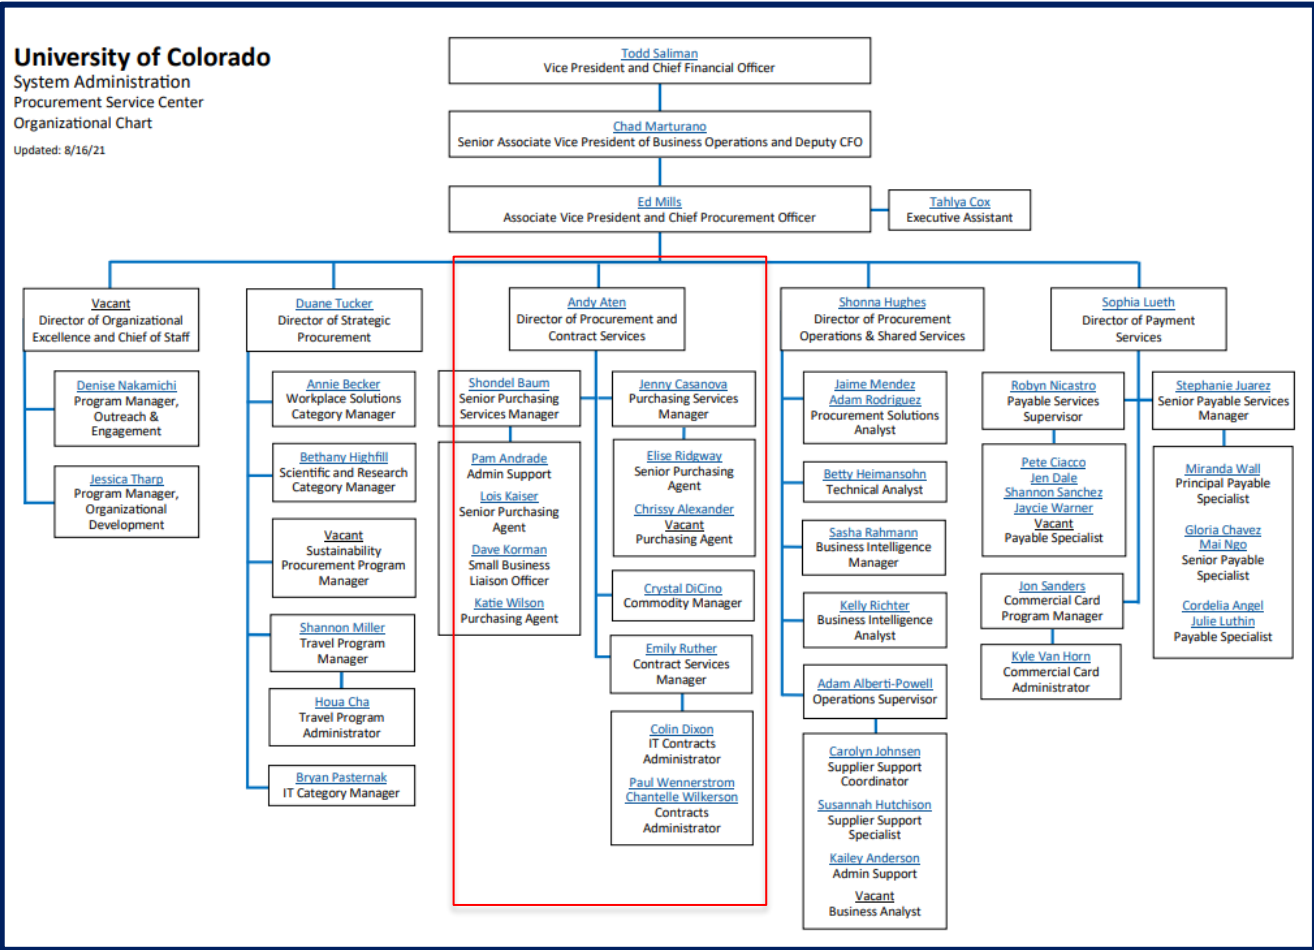 University of Colorado
System Administration
Procurement Service Center
Organizational Chart
Updated: 8/16/21
Todd Saliman
Vice President and Chief Financial Officer
Chad Marturano
Senior Associate Vice President of Business Operations and Deputy CFO
Ed Mills
Associate Vice President and Chief Procurement Officer
Tahlya Cox
Executive Assistant
Vacant
Director of Organizational
Excellence and Chief of Staff
Denise Nakamichi
Program Manager,
Outreach &
Engagement
Jessica Tharp
Program Manager,
Organizational
Development
Duane Tucker
Director of Strategic
Procurement
Annie Becker
Workplace Solutions
Category Manager
Bethany Highfill
Scientific and Research
Category Manager
Vacant
Sustainability
Procurement Program
Manager
Shannon Miller
Travel Program
Manager
Houa Cha
Travel Program
Administrator
Bryan Pasternak
IT Category Manager
Andy Aten
Director of Procurement and
Contract Services
Shondel Baum
Senior Purchasing
Services Manager
Pam Andrade
Admin Support
Lois Kaiser
Senior Purchasing
Agent
Dave Korman
Small Business
Liaison Officer
Katie Wilson
Purchasing Agent
Jenny Casanova
Purchasing Services
Manager
Elise Ridgway
Senior Purchasing
Agent
Chrissy Alexander
Vacant
Purchasing Agent
Crystal DiCino
Commodity Manager
Emily Ruther
Contract Services
Manager
Colin Dixon
IT Contracts
Administrator
Paul Wennerstrom
Chantelle Wilkerson
Contracts
Administrator
Shonna Hughes
Director of Procurement
Operations & Shared Services
Jaime Mendez
Adam Rodriguez
Procurement Solutions
Analyst
Betty Heimansohn
Technical Analyst
Sasha Rahmann
Business Intelligence
Manager
Kelly Richter
Business Intelligence
Analyst
Adam Alberti-Powell
Operations Supervisor
Carolyn Johnsen
Supplier Support
Coordinator
Susannah Hutchison
Supplier Support
Specialist
Kailey Anderson
Admin Support
Vacant
Business Analyst
Sophia Lueth
Director of Payment
Services
Robyn Nicastro
Payable Services
Supervisor
Pete Ciacco
Jen Dale
Shannon Sanchez
Jaycie Warner
Vacant
Payable Specialist
Jon Sanders
Commercial Card
Program Manager
Kyle Van Horn
Commercial Card
Administrator
Stephanie Juarez
Senior Payable Services
Manager
Miranda Wall
Principal Payable
Specialist
Gloria Chavez
Mai Ngo
Senior Payable
Specialist
Cordelia Angel
Julie Luthin
Payable Specialist